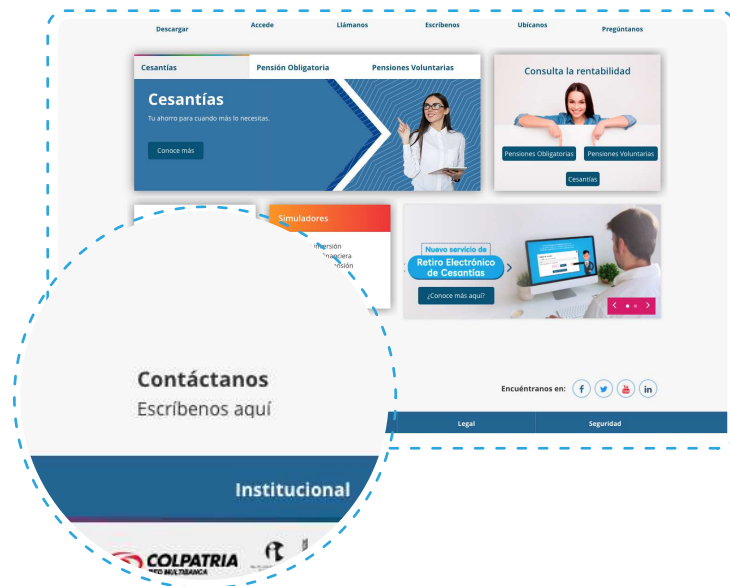 Descargar
Accede
Llámanos
Escríbenos
Ubícanos
Pregúntanos
Cesantías
Pensión Obligatoria
Pensiones Voluntarias
Cesantías
Tu ahorro para cuando más lo necesitas.
Conoce más
Consulta la rentabilidad
Pensiones Obligatorias
Pensiones Voluntarias
Cesantías
Simuladores
Nuevo servicio de
Retiro Electrónico
de Cesantías
¿Conoce más aquí?
Contáctanos
Escríbenos aquí
Encuéntranos en:
Institucional
Legal
Seguridad
COLPATRIA
RED MULTIBANCA